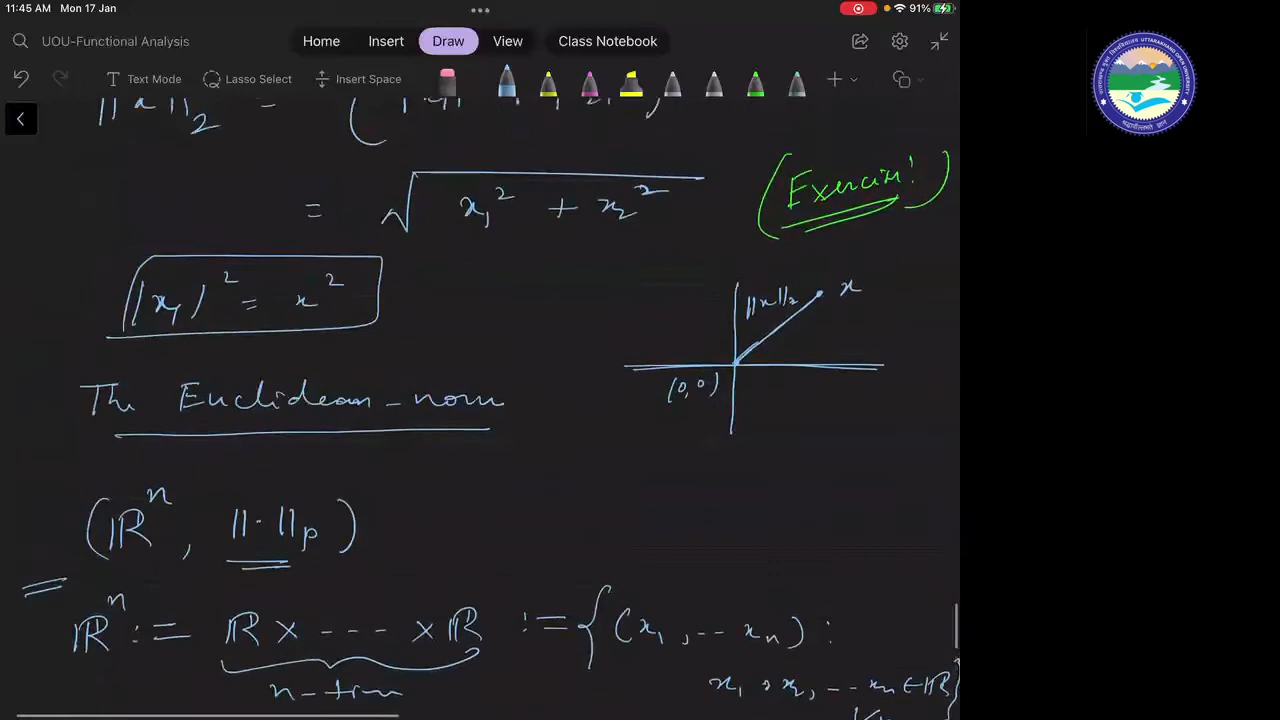 11:45 AM Mon 17 Jan
91%
UOU-Functional Analysis
Home Insert Draw View Class Notebook
Text Mode Lasso Select Insert Space
||x||₂ = (
= √(x₁² + x₂²)
(Exercise!)
(|x₁|)² = x²
||x||₂ x
(0,0)
The Euclidean-norm
(ℝⁿ, ||·||ₚ)
ℝⁿ := ℝ × --- × ℝ := { (x₁, -- xₙ) :
n-times
x₁, x₂, -- xₙ ∈ ℝ }